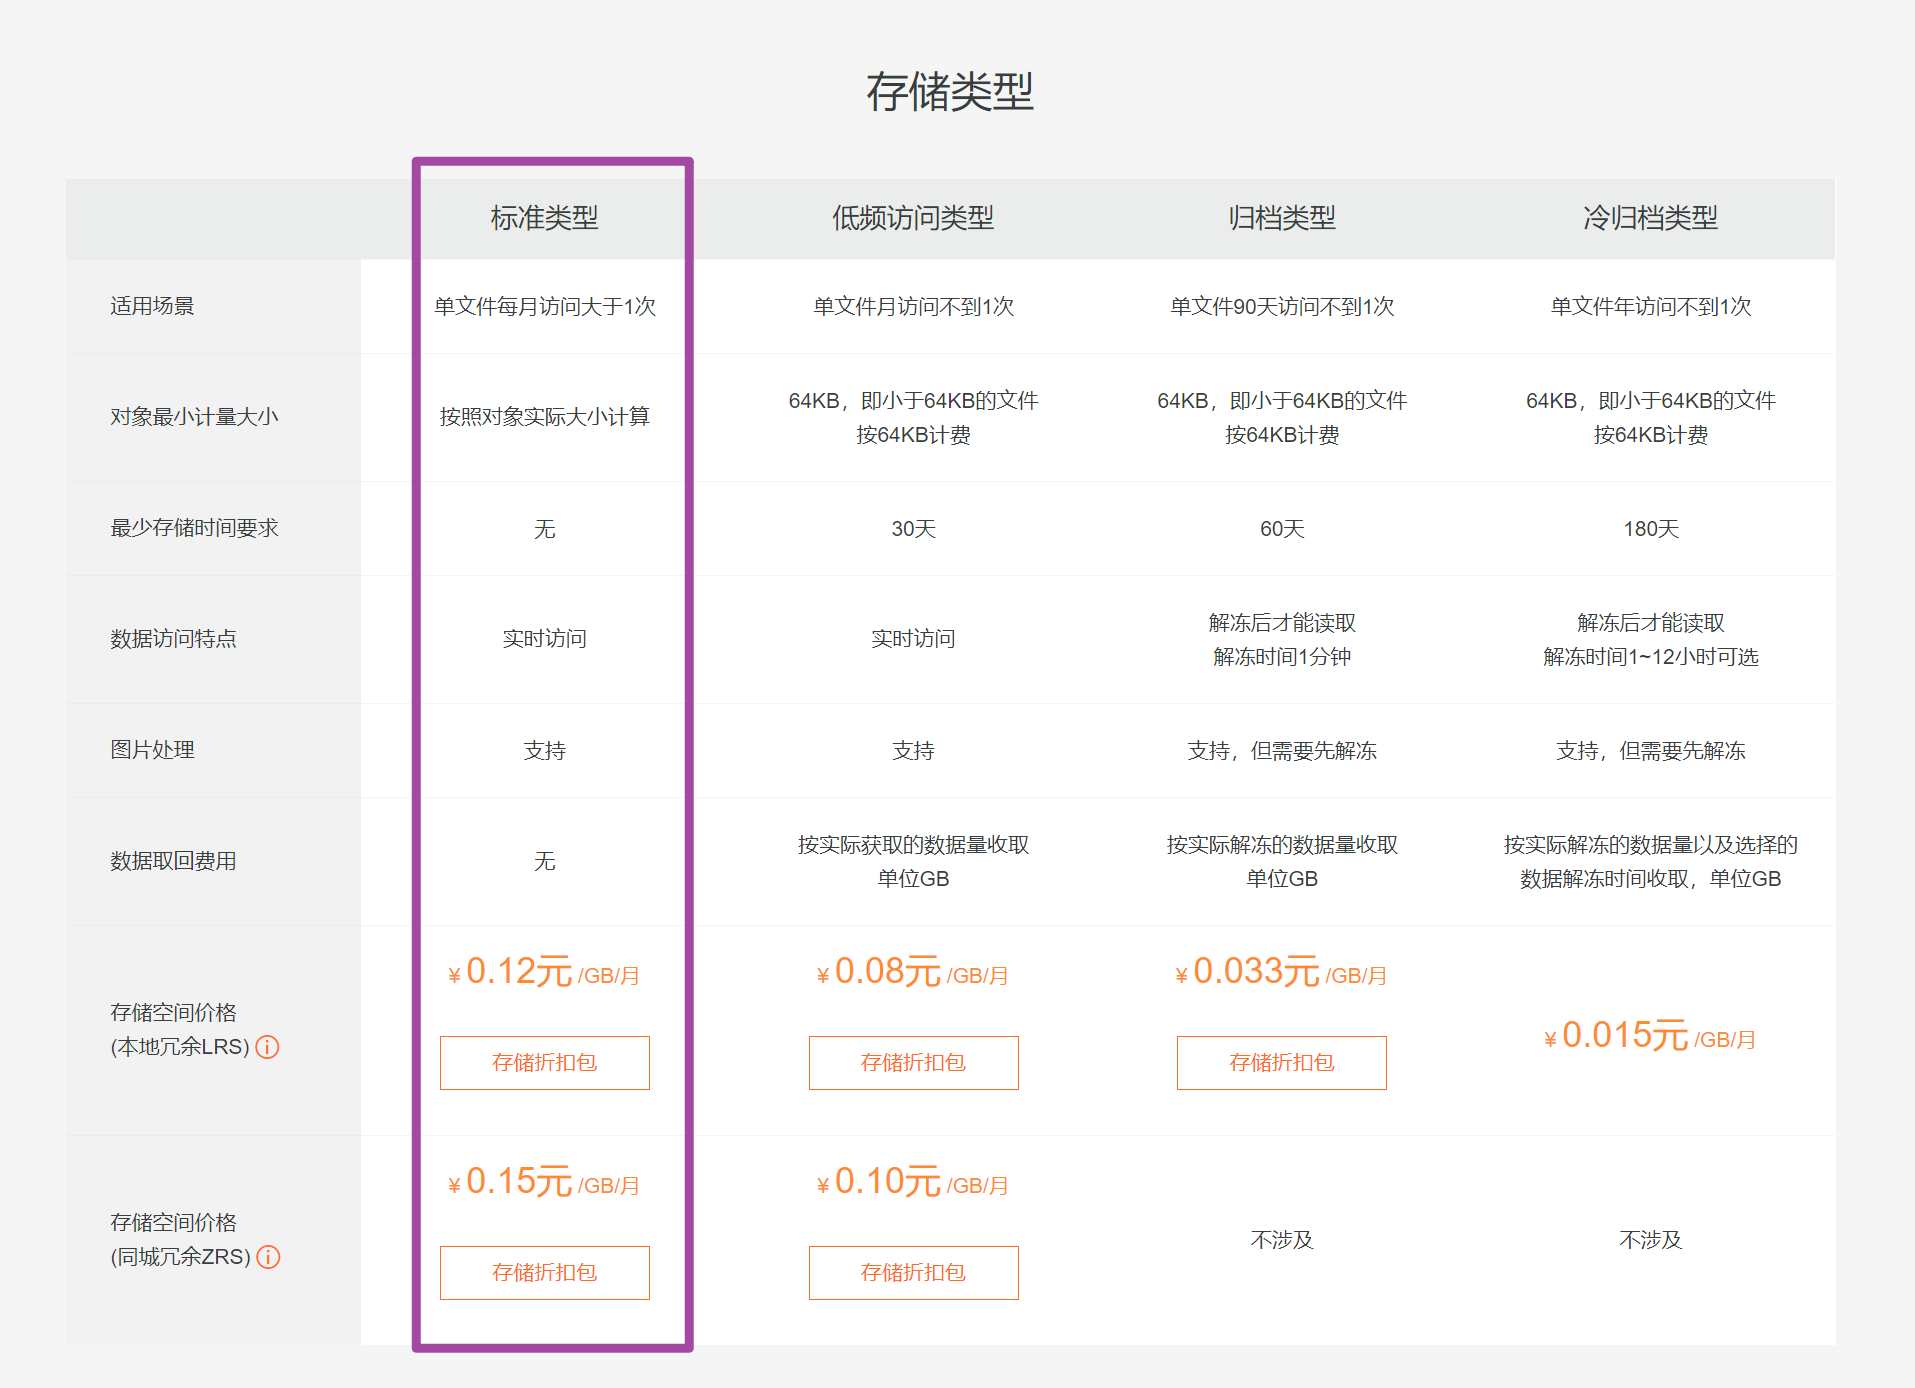 存储类型
标准类型 低频访问类型 归档类型 冷归档类型
适用场景 单文件每月访问大于1次 单文件月访问不到1次 单文件90天访问不到1次 单文件年访问不到1次
对象最小计量大小 按照对象实际大小计算 64KB，即小于64KB的文件 64KB，即小于64KB的文件 64KB，即小于64KB的文件
按64KB计费 按64KB计费 按64KB计费
最少存储时间要求 无 30天 60天 180天
数据访问特点 实时访问 实时访问 解冻后才能读取 解冻后才能读取
解冻时间1分钟 解冻时间1~12小时可选
图片处理 支持 支持 支持，但需要先解冻 支持，但需要先解冻
数据取回费用 无 按实际获取的数据量收取 按实际解冻的数据量收取 按实际解冻的数据量以及选择的
单位GB 单位GB 数据解冻时间收取，单位GB
¥0.12元/GB/月 ¥0.08元/GB/月 ¥0.033元/GB/月
存储空间价格
(本地冗余LRS) ¥0.015元/GB/月
存储折扣包 存储折扣包 存储折扣包
¥0.15元/GB/月 ¥0.10元/GB/月
存储空间价格 不涉及 不涉及
(同城冗余ZRS)
存储折扣包 存储折扣包